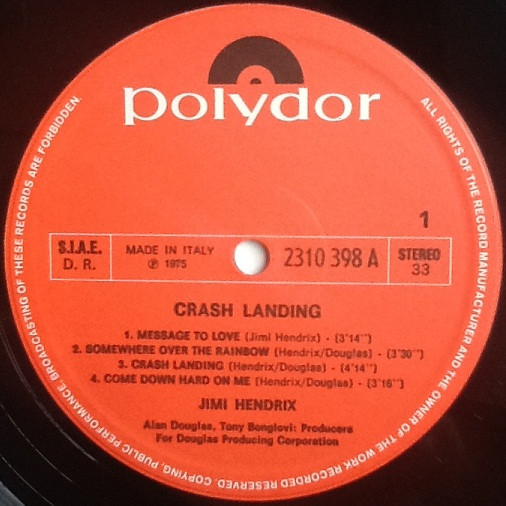 polydor
1
S.I.A.E.
D. R.
MADE IN ITALY
℗ 1975
2310 398 A
STEREO
33
CRASH LANDING
1. MESSAGE TO LOVE (Jimi Hendrix) - (3'14'')
2. SOMEWHERE OVER THE RAINBOW (Hendrix/Douglas) - (3'30'')
3. CRASH LANDING (Hendrix/Douglas) - (4'14'')
4. COME DOWN HARD ON ME (Hendrix/Douglas) - (3'16'')
JIMI HENDRIX
Alan Douglas, Tony Bonglovi: Producers
For Douglas Producing Corporation
ALL RIGHTS OF THE RECORD MANUFACTURER AND THE OWNER OF THE WORK RECORDED RESERVED. COPYING, PUBLIC PERFORMANCE, BROADCASTING OF THESE RECORDS ARE FORBIDDEN.